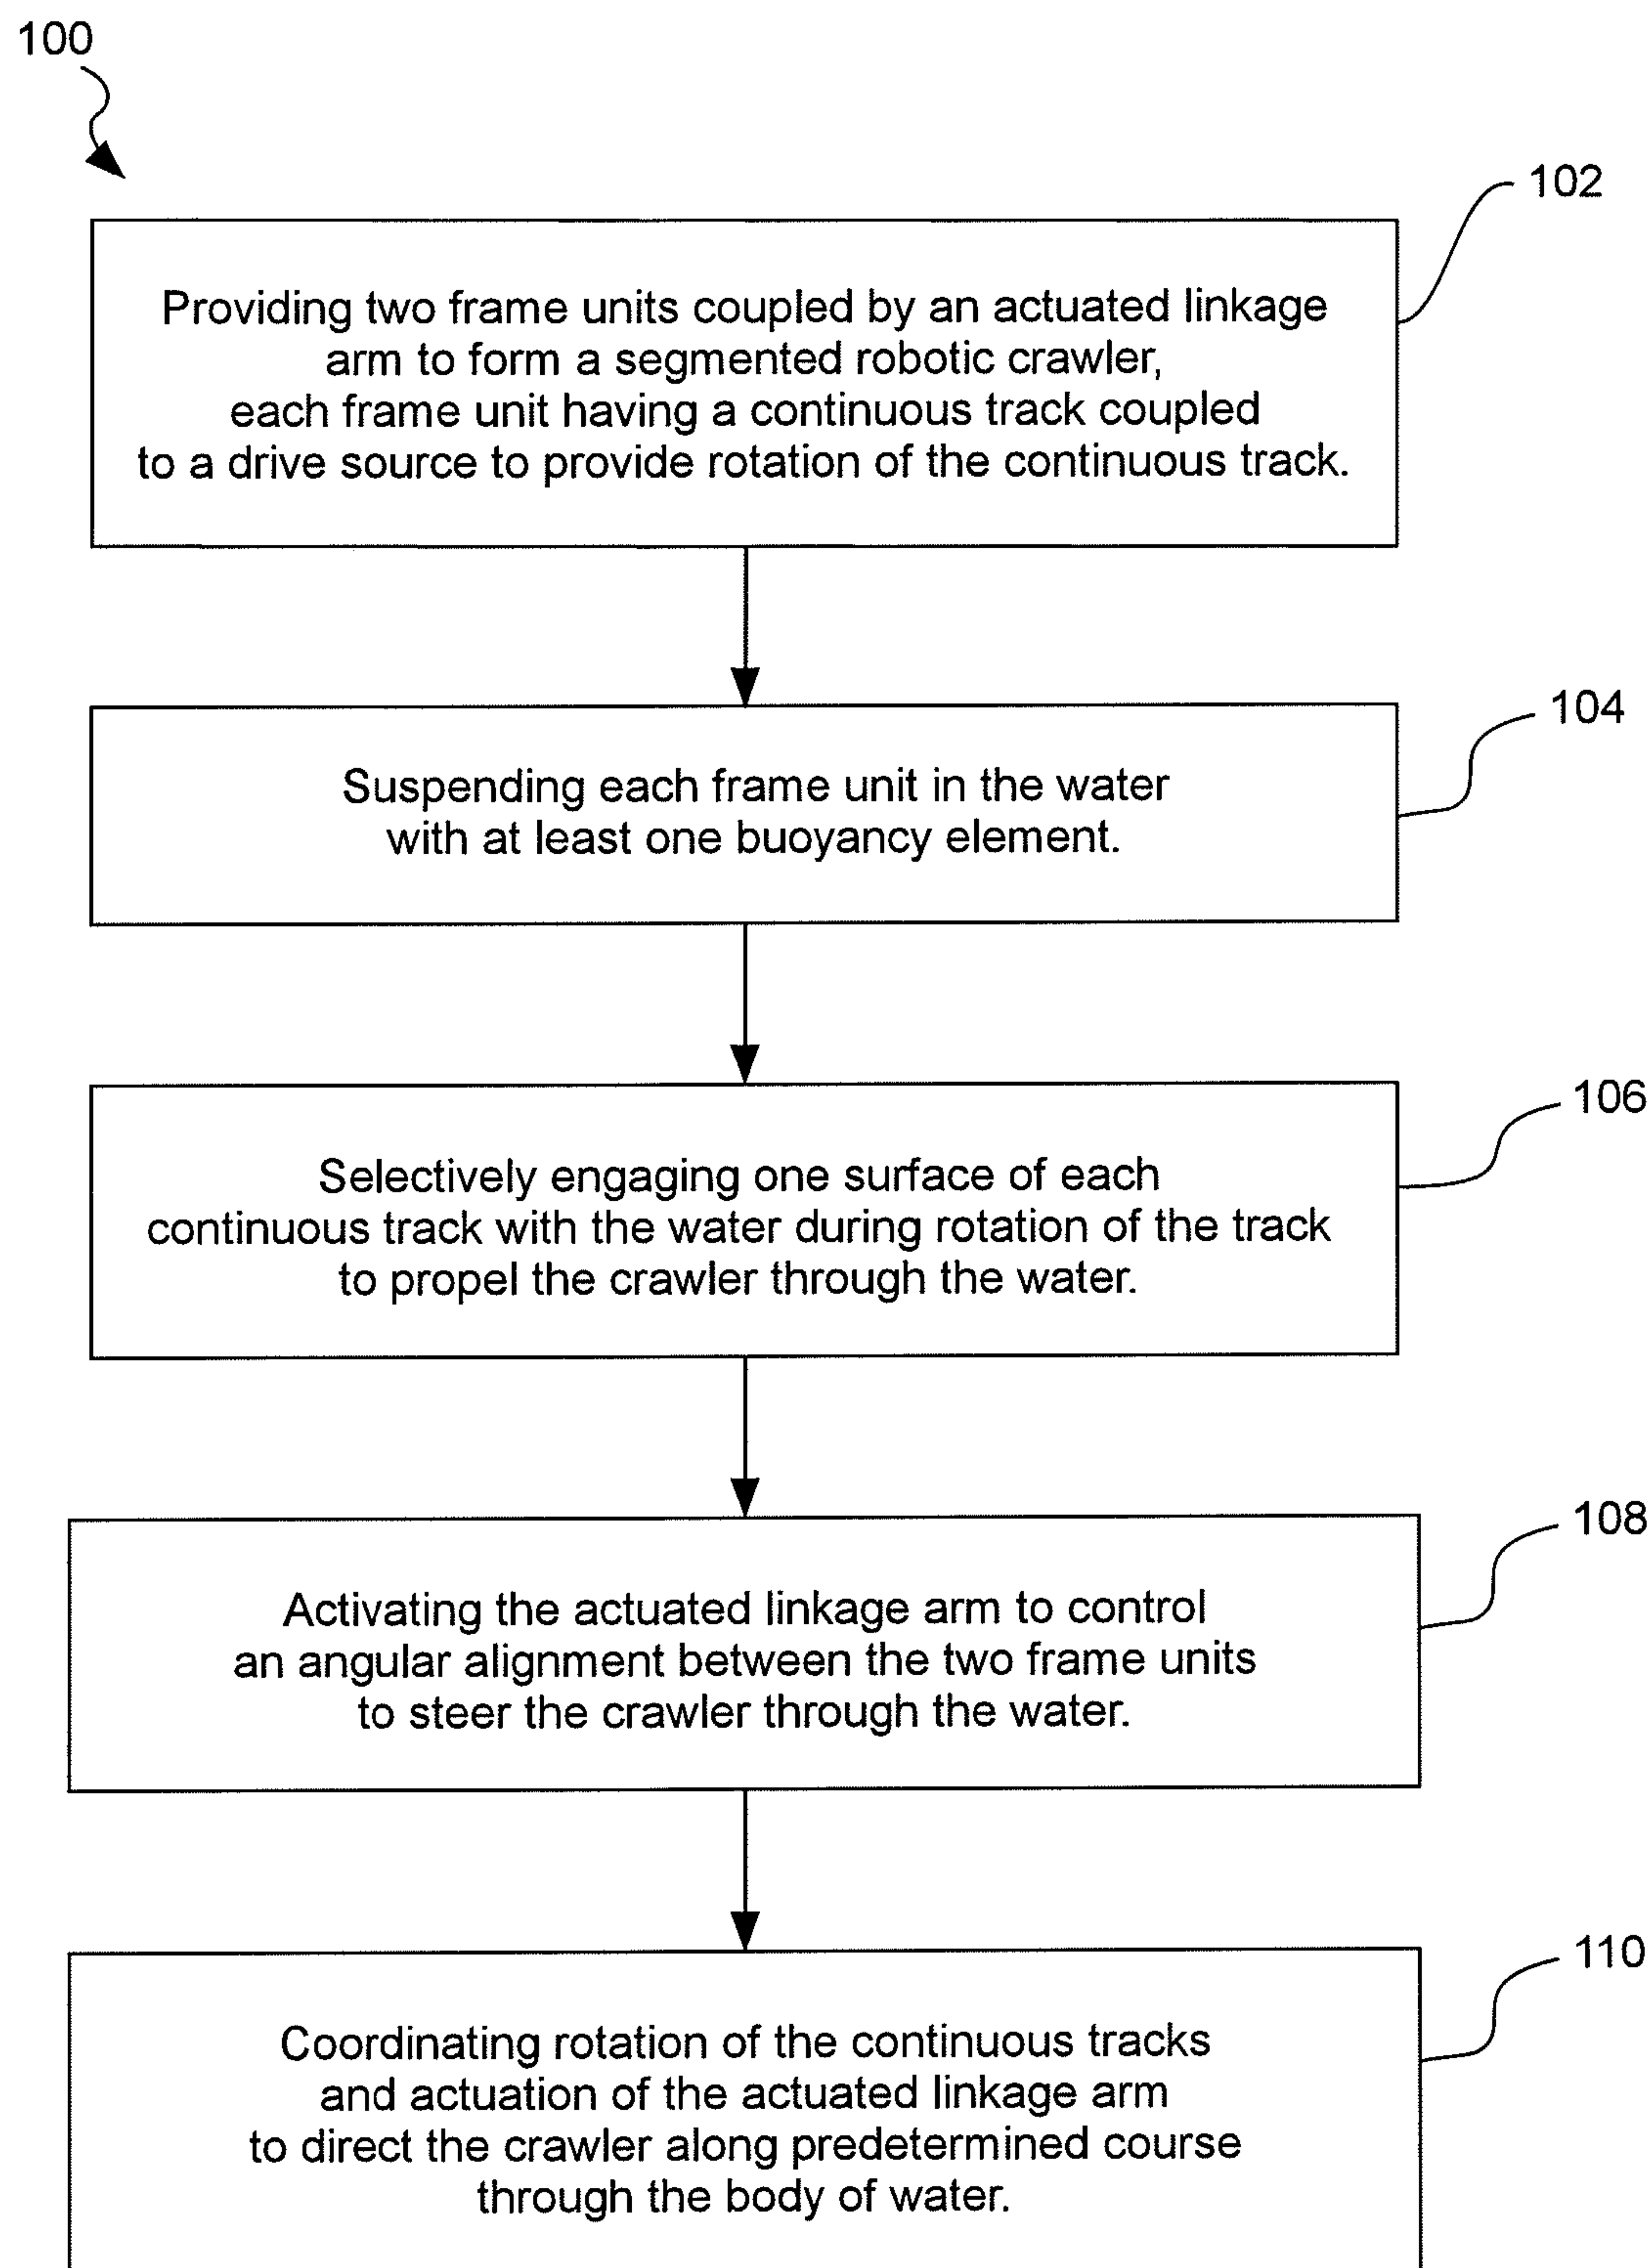 100
102
Providing two frame units coupled by an actuated linkage
arm to form a segmented robotic crawler,
each frame unit having a continuous track coupled
to a drive source to provide rotation of the continuous track.
104
Suspending each frame unit in the water
with at least one buoyancy element.
106
Selectively engaging one surface of each
continuous track with the water during rotation of the track
to propel the crawler through the water.
108
Activating the actuated linkage arm to control
an angular alignment between the two frame units
to steer the crawler through the water.
110
Coordinating rotation of the continuous tracks
and actuation of the actuated linkage arm
to direct the crawler along predetermined course
through the body of water.